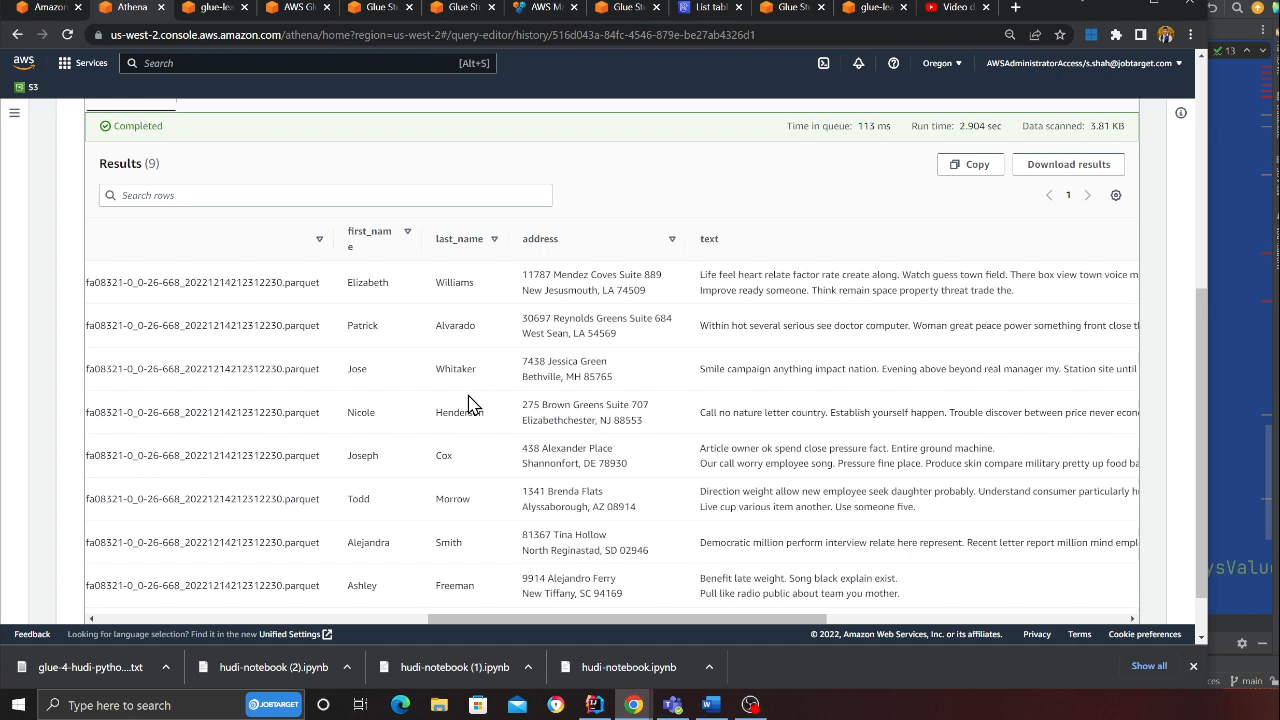 Amazon
Athena
glue-lea
AWS Gl
Glue Stu
Glue Stu
AWS M
Glue Stu
List tabl
Glue Stu
glue-lea
Video d
us-west-2.console.aws.amazon.com/athena/home?region=us-west-2#/query-editor/history/516d043a-84fc-4546-879e-be27ab4326d1
13
aws
Services
Search
[Alt+S]
Oregon
AWSAdministratorAccess/s.shah@jobtarget.com
S3
Completed
Time in queue: 113 ms
Run time: 2.904 sec
Data scanned: 3.81 KB
Results (9)
Copy
Download results
Search rows
1
first_nam
e
last_name
address
text
fa08321-0_0-26-668_20221214212312230.parquet
Elizabeth
Williams
11787 Mendez Coves Suite 889
New Jesusmouth, LA 74509
Life feel heart relate factor rate create along. Watch guess town field. There box view town voice m
Improve ready someone. Think remain space property threat trade the.
fa08321-0_0-26-668_20221214212312230.parquet
Patrick
Alvarado
30697 Reynolds Greens Suite 684
West Sean, LA 54569
Within hot several serious see doctor computer. Woman great peace power something front close t
fa08321-0_0-26-668_20221214212312230.parquet
Jose
Whitaker
7438 Jessica Green
Bethville, MH 85765
Smile campaign anything impact nation. Evening above beyond real manager my. Station site until
fa08321-0_0-26-668_20221214212312230.parquet
Nicole
Henderson
275 Brown Greens Suite 707
Elizabethchester, NJ 88553
Call no nature letter country. Establish yourself happen. Trouble discover between price never econ
fa08321-0_0-26-668_20221214212312230.parquet
Joseph
Cox
438 Alexander Place
Shannonfort, DE 78930
Article owner ok spend close pressure fact. Entire ground machine.
Our call worry employee song. Pressure fine place. Produce skin compare military pretty up food ba
fa08321-0_0-26-668_20221214212312230.parquet
Todd
Morrow
1341 Brenda Flats
Alyssaborough, AZ 08914
Direction weight allow new employee seek daughter probably. Understand consumer particularly h
Live cup various item another. Use someone five.
fa08321-0_0-26-668_20221214212312230.parquet
Alejandra
Smith
81367 Tina Hollow
North Reginastad, SD 02946
Democratic million perform interview relate here represent. Recent letter report million mind empl
fa08321-0_0-26-668_20221214212312230.parquet
Ashley
Freeman
9914 Alejandro Ferry
New Tiffany, SC 94169
Benefit late weight. Song black explain exist.
Pull like radio public about team you mother.
ysValu
Feedback
Looking for language selection? Find it in the new Unified Settings
© 2022, Amazon Web Services, Inc. or its affiliates.
Privacy
Terms
Cookie preferences
glue-4-hudi-pytho....txt
hudi-notebook (2).ipynb
hudi-notebook (1).ipynb
hudi-notebook.ipynb
Show all
main
Type here to search
JOBTARGET